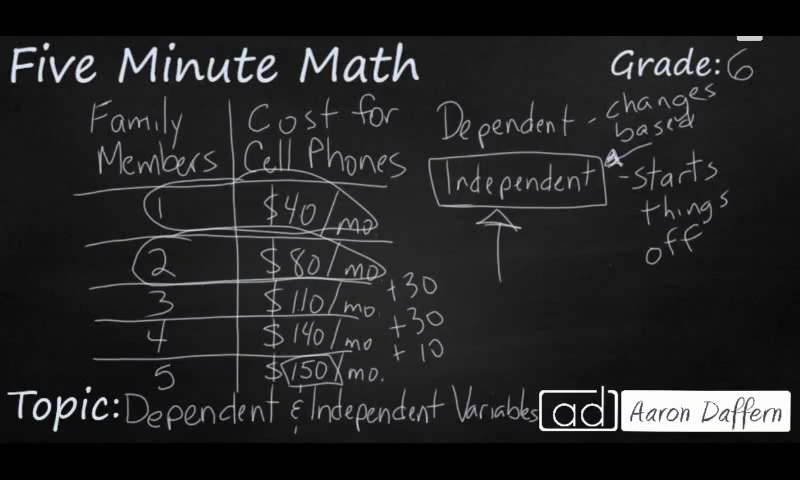 Five Minute Math
Grade: 6
Family
Members
Cost for
Cell Phones
1 $40/mo
2 $80/mo
3 $110/mo.
4 $140/mo.
5 $150/mo.
+30
+30
+10
Dependent - changes
based
Independent - starts
things
off
Topic: Dependent & Independent Variables
ad Aaron Daffern